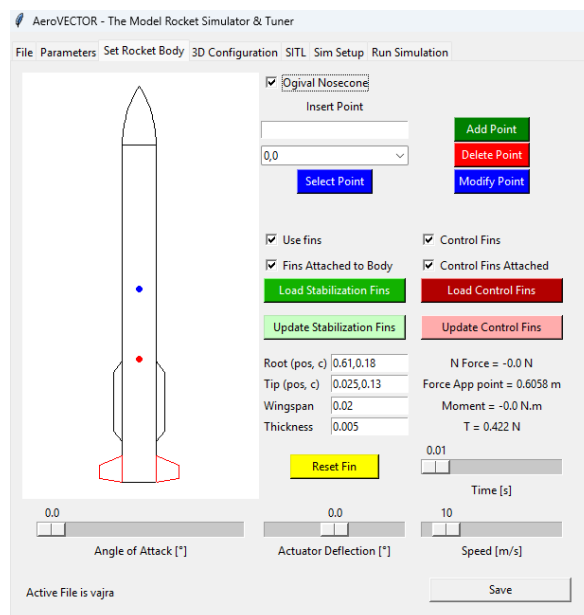 AeroVECTOR - The Model Rocket Simulator & Tuner
File Parameters Set Rocket Body 3D Configuration SITL Sim Setup Run Simulation
Ogival Nosecone
Insert Point
Add Point
0,0
Delete Point
Select Point
Modify Point
Use fins
Control Fins
Fins Attached to Body
Control Fins Attached
Load Stabilization Fins
Load Control Fins
Update Stabilization Fins
Update Control Fins
Root (pos, c) 0.61,0.18
N Force = -0.0 N
Tip (pos, c) 0.025,0.13
Force App point = 0.6058 m
Wingspan 0.02
Moment = -0.0 N.m
Thickness 0.005
T = 0.422 N
Reset Fin
0.01
Time [s]
0.0
Angle of Attack [°]
0.0
Actuator Deflection [°]
10
Speed [m/s]
Active File is vajra
Save